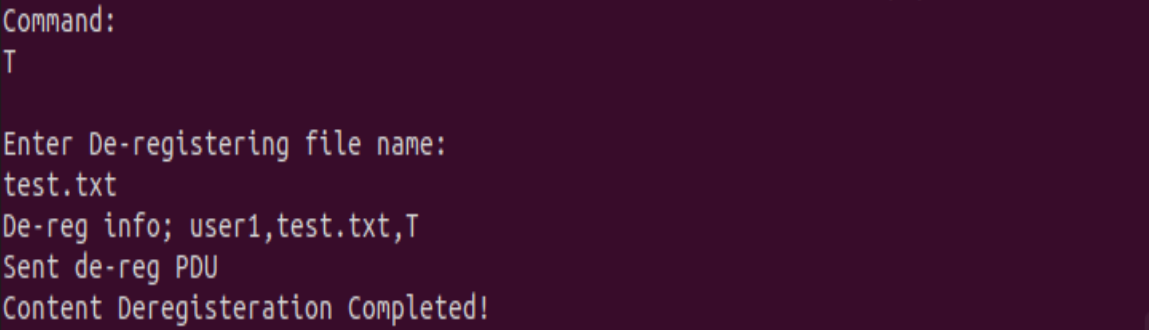 Command:
T
Enter De-registering file name:
test.txt
De-reg info; user1,test.txt,T
Sent de-reg PDU
Content Deregisteration Completed!